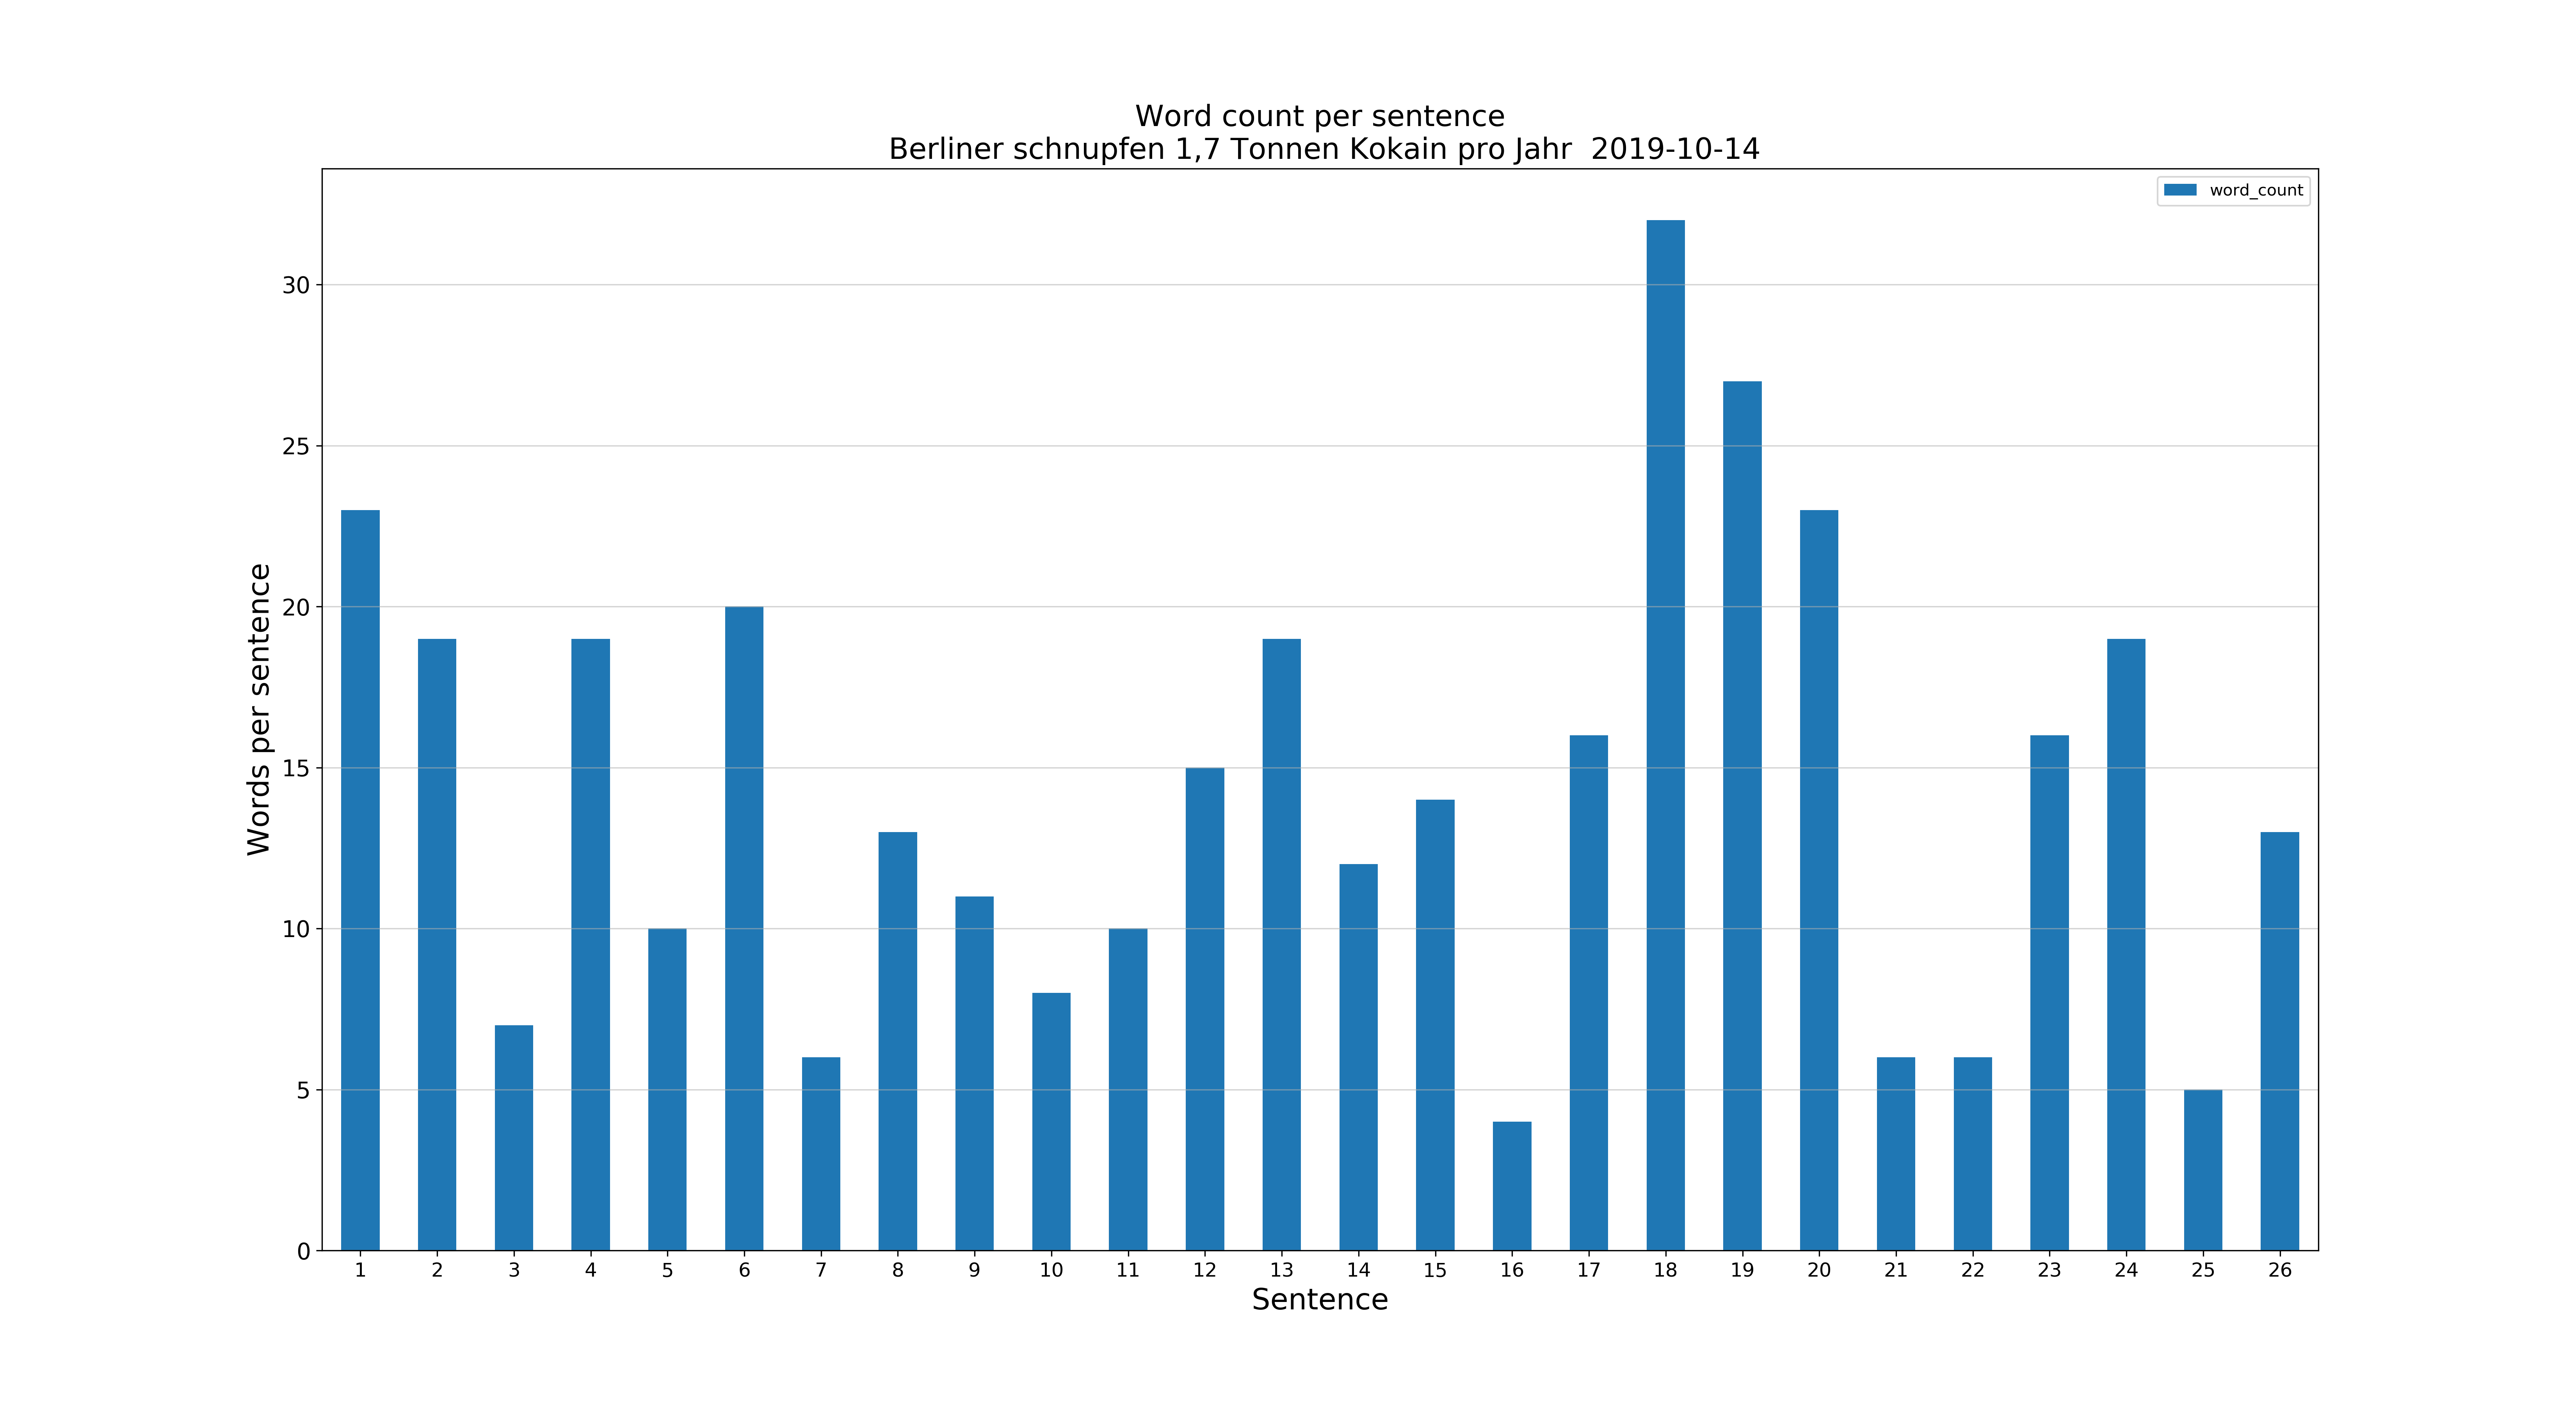 Word count per sentence
Berliner schnupfen 1,7 Tonnen Kokain pro Jahr  2019-10-14
word_count
Words per sentence
30
25
20
15
10
5
0
1 2 3 4 5 6 7 8 9 10 11 12 13 14 15 16 17 18 19 20 21 22 23 24 25 26
Sentence